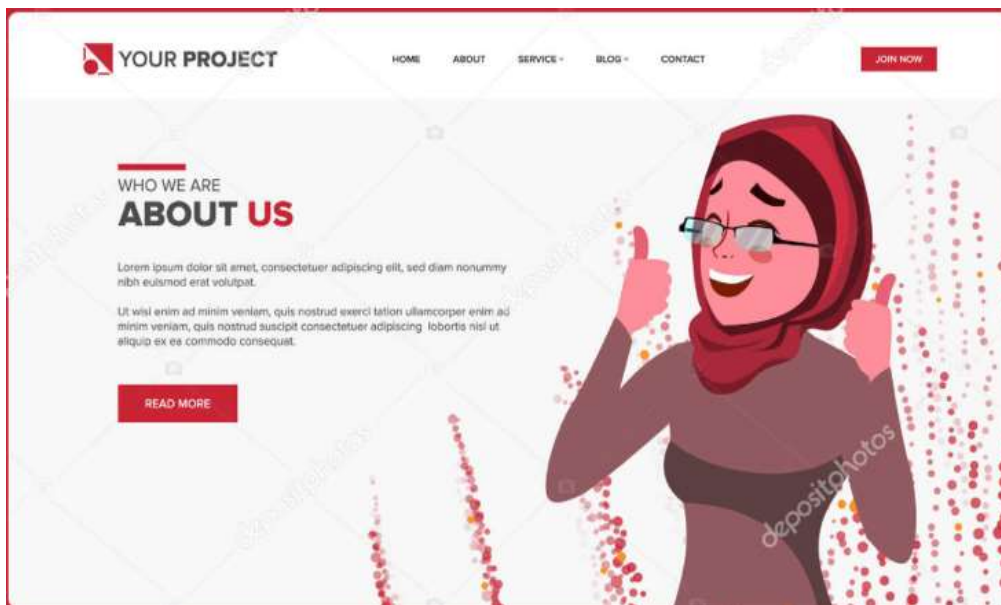 YOUR PROJECT
HOME ABOUT SERVICE BLOG CONTACT
JOIN NOW
WHO WE ARE
ABOUT US
Lorem ipsum dolor sit amet, consectetuer adipiscing elit, sed diam nonummy
nibh euismod erat volutpat.
Ut wisi enim ad minim veniam, quis nostrud exerci tation ullamcorper enim ad
minim veniam, quis nostrud suscipit consectetuer adipiscing lobortis nisl ut
aliquip ex ea commodo consequat.
READ MORE
depositphotos
depositphotos
depositphotos